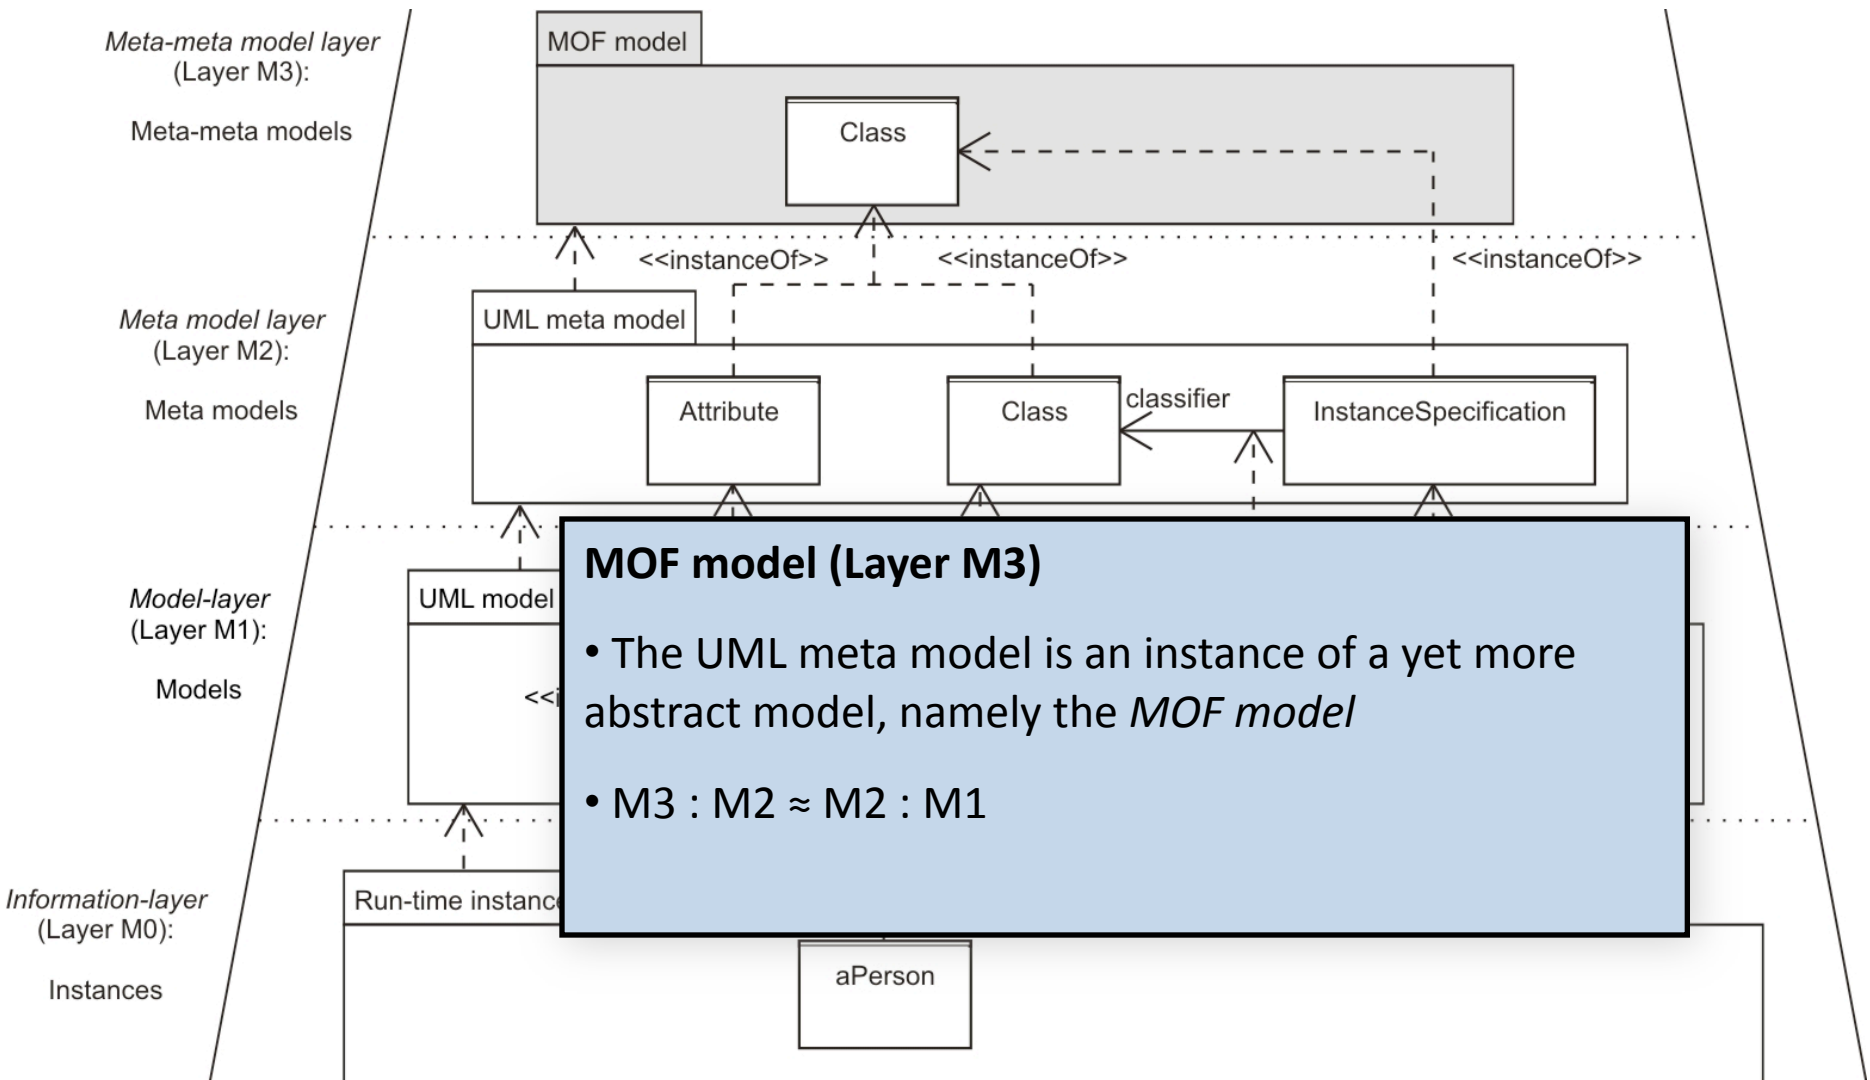 Meta-meta model layer
(Layer M3):
Meta-meta models
MOF model
Class
<<instanceOf>>
<<instanceOf>>
<<instanceOf>>
Meta model layer
(Layer M2):
Meta models
UML meta model
Attribute
Class
classifier
InstanceSpecification
Model-layer
(Layer M1):
Models
UML model
<<i
MOF model (Layer M3)
• The UML meta model is an instance of a yet more
abstract model, namely the MOF model
• M3 : M2 ≈ M2 : M1
Information-layer
(Layer M0):
Instances
Run-time instance
aPerson